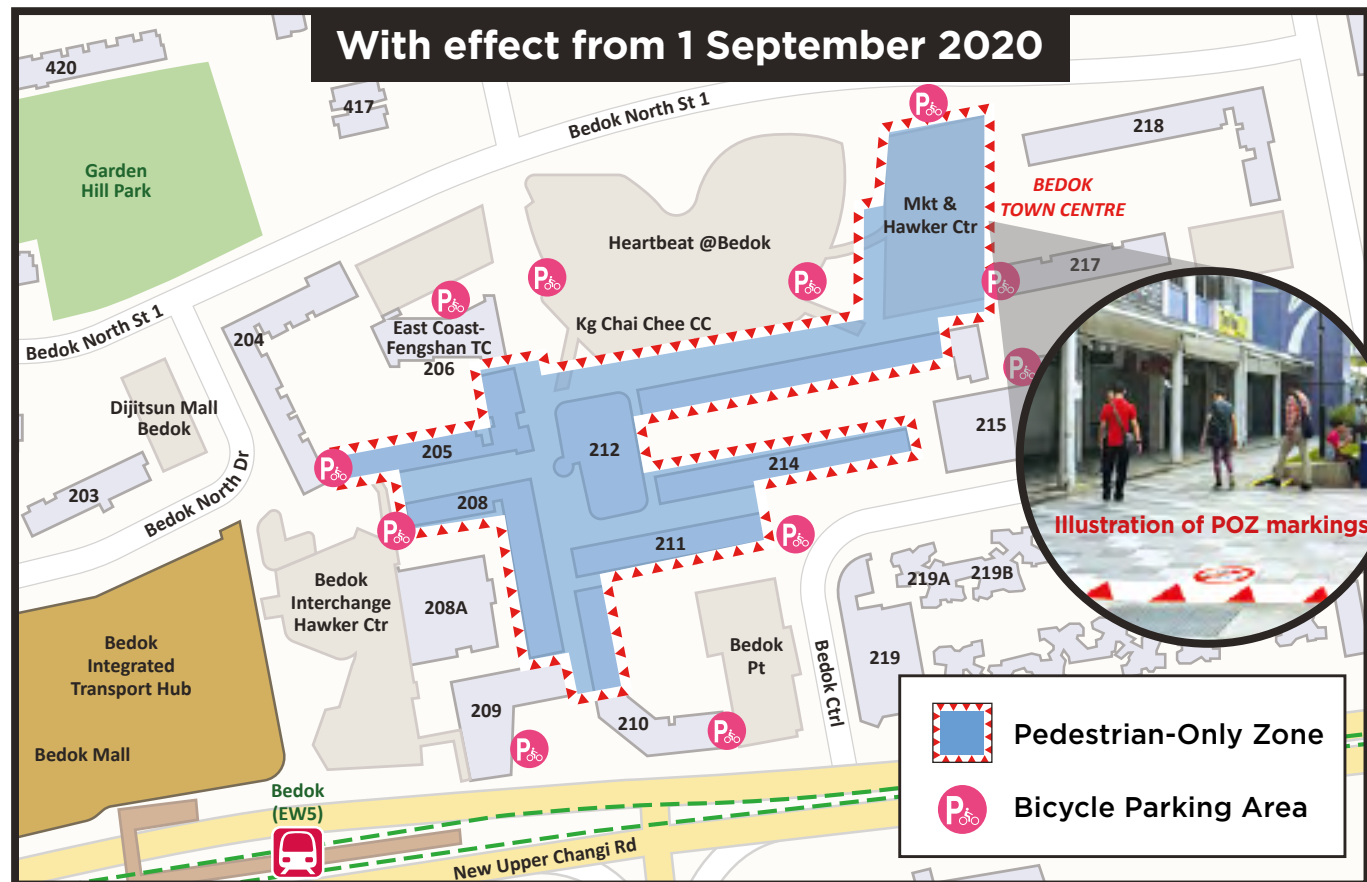 With effect from 1 September 2020
420
417
Bedok North St 1
218
Garden
Hill Park
Mkt &
Hawker Ctr
BEDOK
TOWN CENTRE
Heartbeat @Bedok
217
P
P
P
P
P
Bedok North St 1
204
East Coast-
Fengshan TC
206
Kg Chai Chee CC
P
Dijitsun Mall
Bedok
205
212
214
215
P
203
208
Bedok North Dr
P
211
P
Illustration of POZ markings
Bedok
Interchange
Hawker Ctr
208A
219A
219B
Bedok
Integrated
Transport Hub
Bedok
Pt
Bedok Ctrl
219
209
210
P
P
Bedok Mall
Pedestrian-Only Zone
P
Bicycle Parking Area
Bedok
(EW5)
New Upper Changi Rd